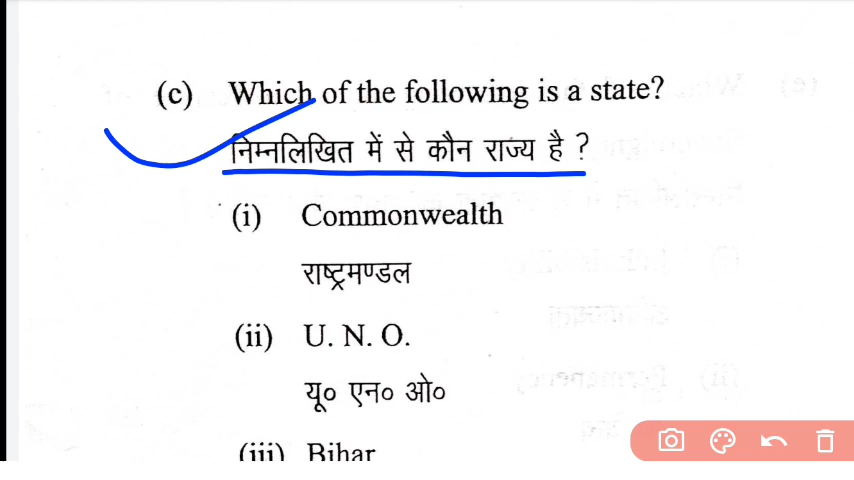 (c) Which of the following is a state?
निम्नलिखित में से कौन राज्य है ?
(i) Commonwealth
राष्ट्रमण्डल
(ii) U. N. O.
यू० एन० ओ०
(iii) Bihar